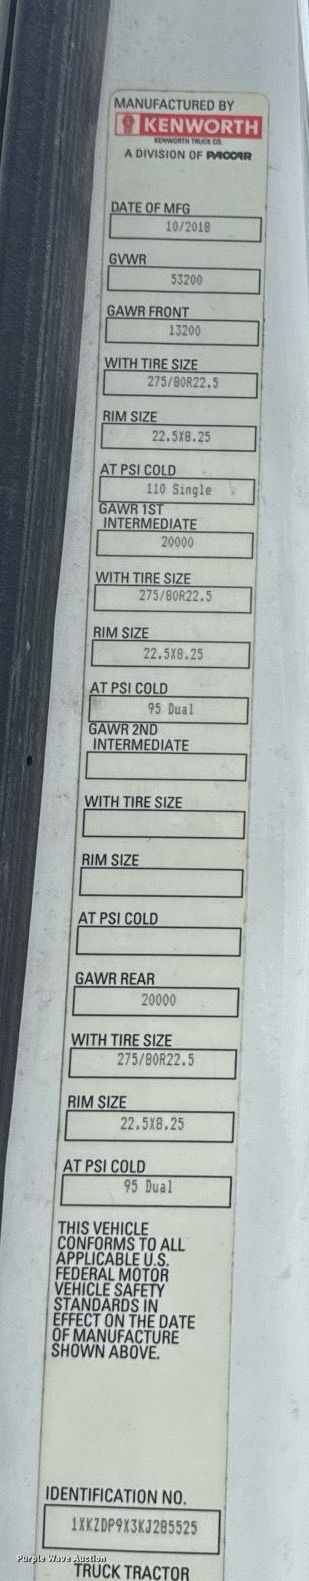 MANUFACTURED BY
KENWORTH
KENWORTH TRUCK CO.
A DIVISION OF PACCAR
DATE OF MFG
10/2018
GVWR
53200
GAWR FRONT
13200
WITH TIRE SIZE
275/80R22.5
RIM SIZE
22.5X8.25
AT PSI COLD
110 Single
GAWR 1ST
INTERMEDIATE
20000
WITH TIRE SIZE
275/80R22.5
RIM SIZE
22.5X8.25
AT PSI COLD
95 Dual
GAWR 2ND
INTERMEDIATE
WITH TIRE SIZE
RIM SIZE
AT PSI COLD
GAWR REAR
20000
WITH TIRE SIZE
275/80R22.5
RIM SIZE
22.5X8.25
AT PSI COLD
95 Dual
THIS VEHICLE
CONFORMS TO ALL
APPLICABLE U.S.
FEDERAL MOTOR
VEHICLE SAFETY
STANDARDS IN
EFFECT ON THE DATE
OF MANUFACTURE
SHOWN ABOVE.
IDENTIFICATION NO.
1XKZDP9X3KJ285525
Purple Wave Auction
TRUCK TRACTOR